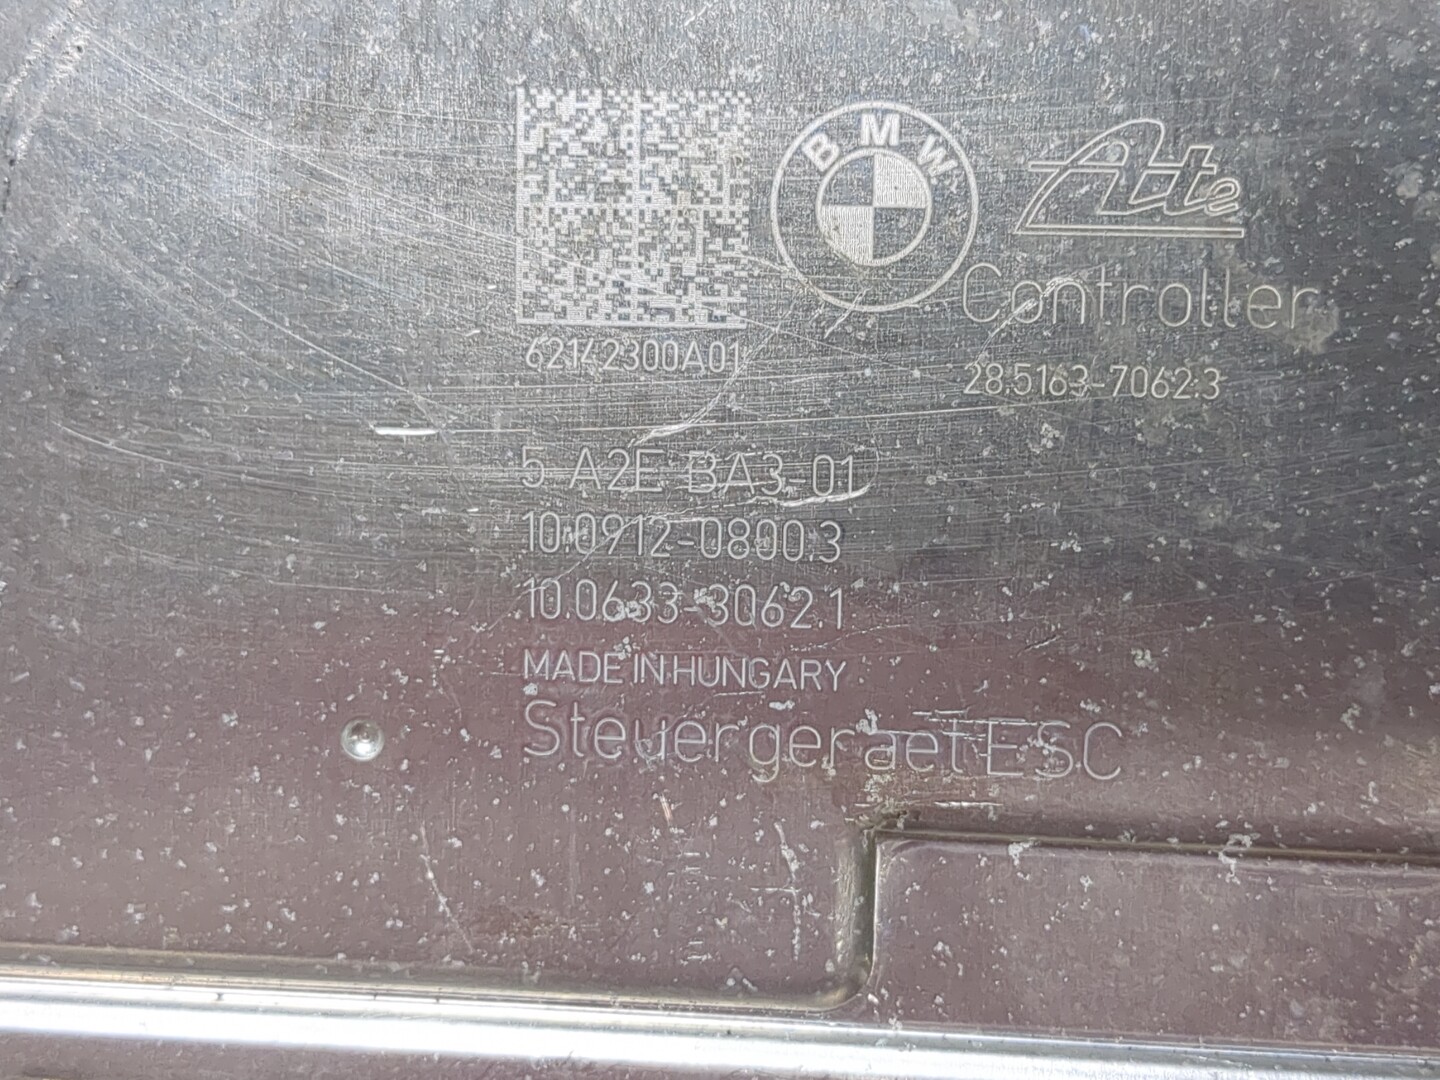 BMW
Ate
Controller
62142300A01
28.5163-7062.3
5 A2E BA3-01
10.0912-0800.3
10.0633-3062.1
MADE IN HUNGARY
Steuergeraet ESC